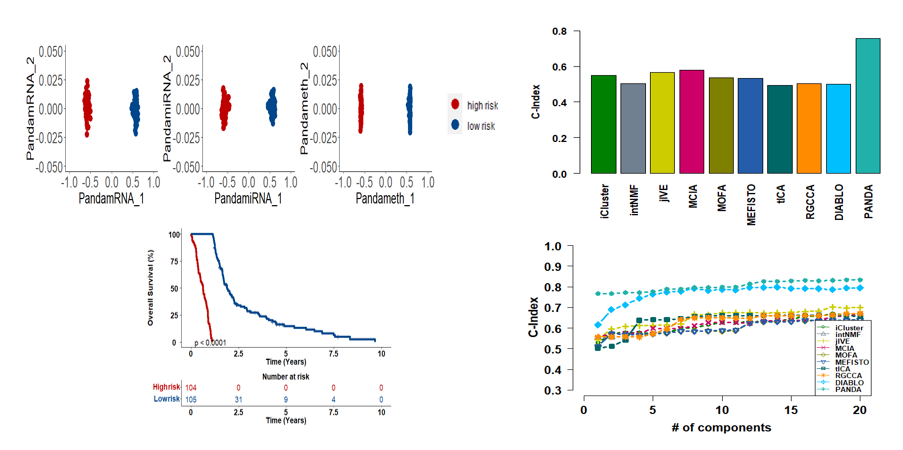 0.050
0.025
0.000
-0.025
-0.050
PandamRNA_2
-1.0 -0.5 0.0 0.5 1.0
PandamRNA_1
0.050
0.025
0.000
-0.025
-0.050
PandamiRNA_2
-1.0 -0.5 0.0 0.5 1.0
PandamiRNA_1
0.050
0.025
0.000
-0.025
-0.050
Pandameth_2
-1.0 -0.5 0.0 0.5 1.0
Pandameth_1
high risk
low risk
C-Index
0.8
0.6
0.4
0.2
0.0
iCluster
intNMF
jIVE
MCIA
MOFA
MEFISTO
tICA
RGCCA
DIABLO
PANDA
Overall Survival (%)
100
75
50
25
0
p < 0.0001
0 2.5 5 7.5 10
Time (Years)
Number at risk
Highrisk 104 0 0 0 0
Lowrisk 105 31 9 4 0
0 2.5 5 7.5 10
Time (Years)
C-Index
1.0
0.9
0.8
0.7
0.6
0.5
0.4
0.3
iCluster
intNMF
jIVE
MCIA
MOFA
MEFISTO
tICA
RGCCA
DIABLO
PANDA
0 5 10 15 20
# of components